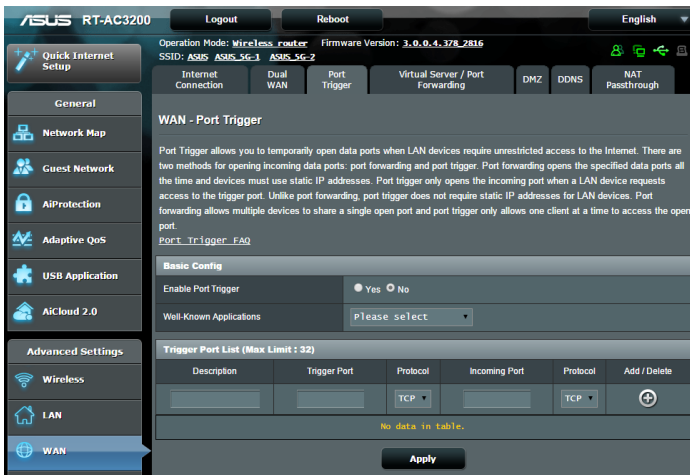 ASUS RT-AC3200 Logout Reboot English
Quick Internet Setup
Operation Mode: Wireless router Firmware Version: 3.0.0.4.378_2816
SSID: ASUS ASUS_5G-1 ASUS_5G-2
Internet Connection Dual WAN Port Trigger Virtual Server / Port Forwarding DMZ DDNS NAT Passthrough
General
Network Map
Guest Network
AiProtection
Adaptive QoS
USB Application
AiCloud 2.0
Advanced Settings
Wireless
LAN
WAN
WAN - Port Trigger
Port Trigger allows you to temporarily open data ports when LAN devices require unrestricted access to the Internet. There are
two methods for opening incoming data ports: port forwarding and port trigger. Port forwarding opens the specified data ports all
the time and devices must use static IP addresses. Port trigger only opens the incoming port when a LAN device requests
access to the trigger port. Unlike port forwarding, port trigger does not require static IP addresses for LAN devices. Port
forwarding allows multiple devices to share a single open port and port trigger only allows one client at a time to access the open
port.
Port Trigger FAQ
Basic Config
Enable Port Trigger Yes No
Well-Known Applications Please select
Trigger Port List (Max Limit : 32)
Description Trigger Port Protocol Incoming Port Protocol Add / Delete
TCP TCP
No data in table.
Apply